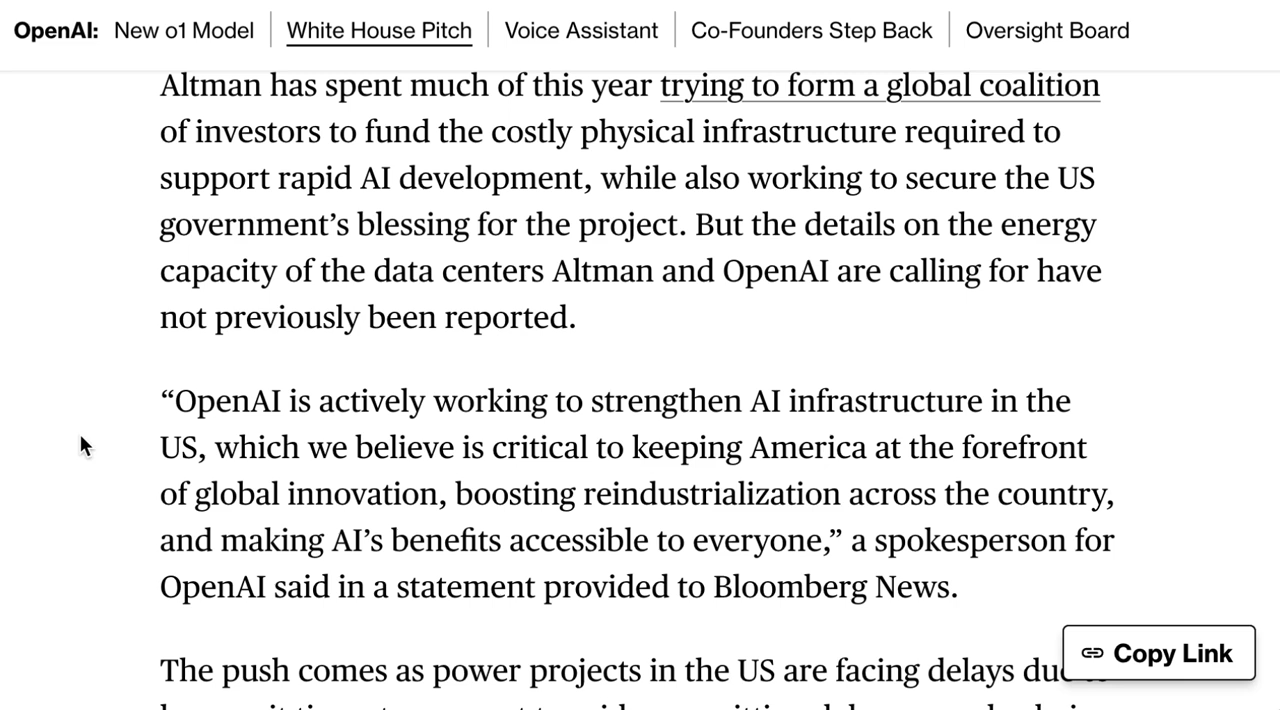 OpenAI: New o1 Model White House Pitch Voice Assistant Co-Founders Step Back Oversight Board
Altman has spent much of this year trying to form a global coalition
of investors to fund the costly physical infrastructure required to
support rapid AI development, while also working to secure the US
government’s blessing for the project. But the details on the energy
capacity of the data centers Altman and OpenAI are calling for have
not previously been reported.
“OpenAI is actively working to strengthen AI infrastructure in the
US, which we believe is critical to keeping America at the forefront
of global innovation, boosting reindustrialization across the country,
and making AI’s benefits accessible to everyone,” a spokesperson for
OpenAI said in a statement provided to Bloomberg News.
Copy Link
The push comes as power projects in the US are facing delays